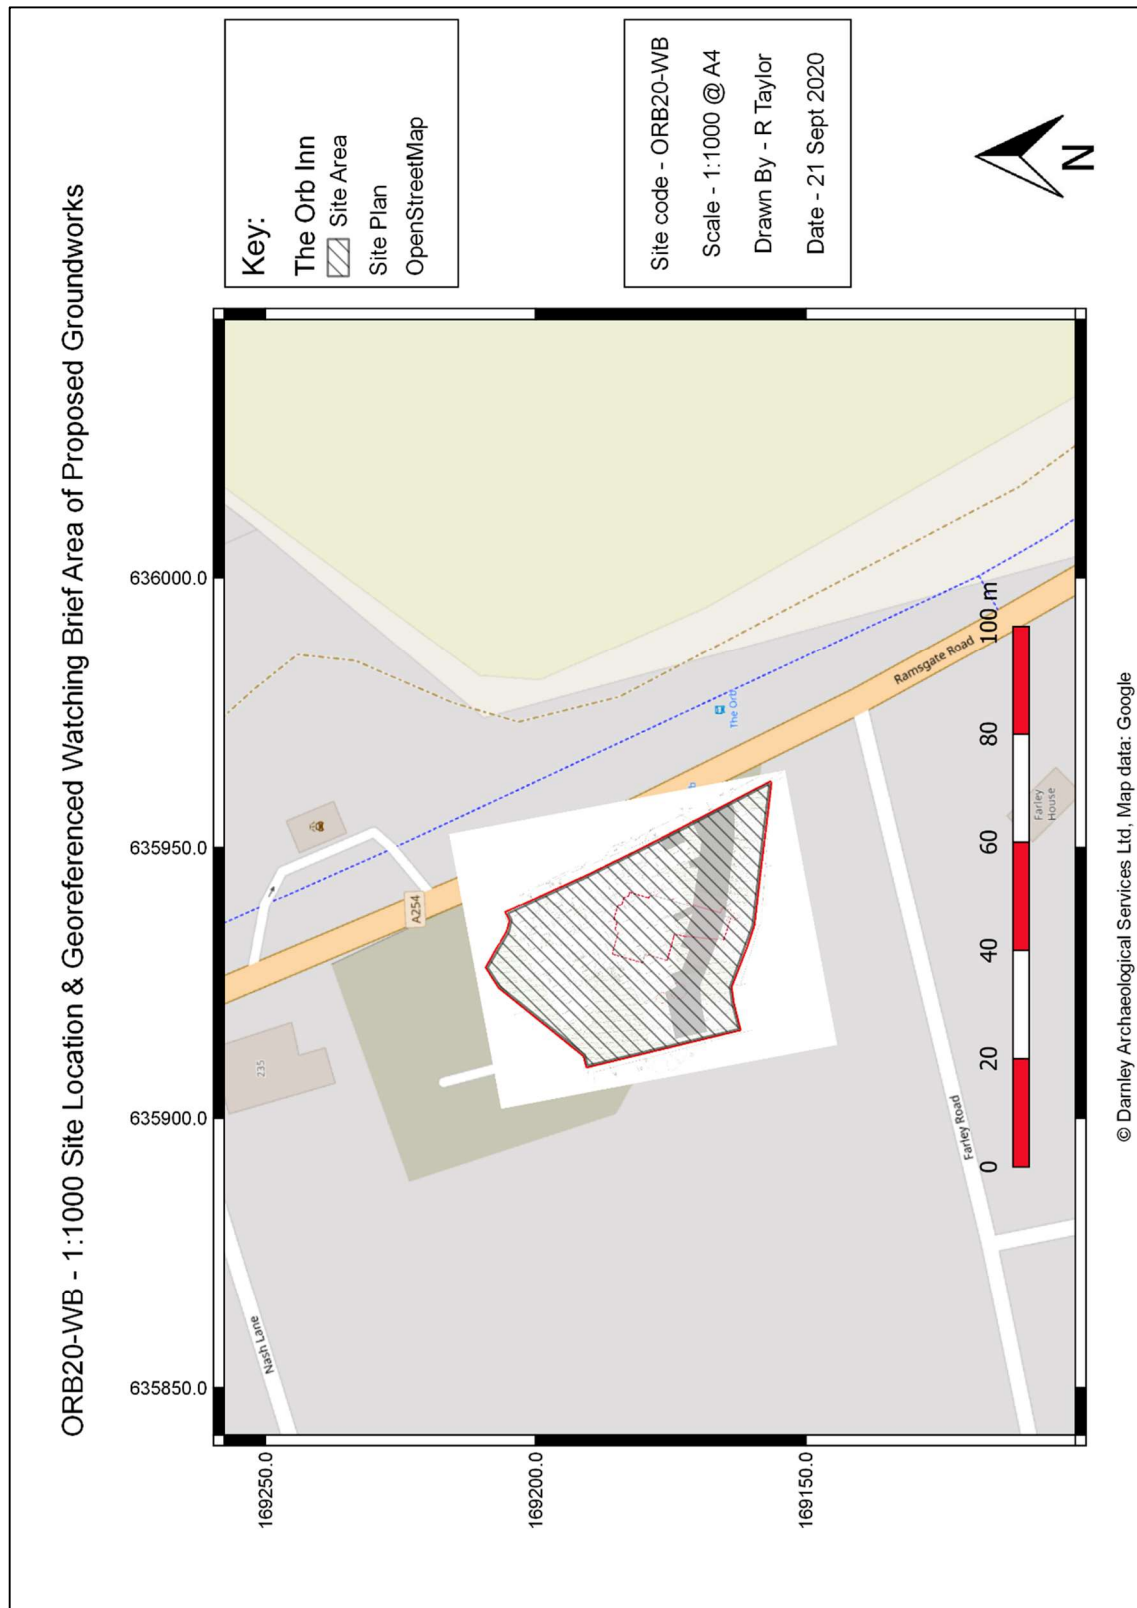 ORB20-WB - 1:1000 Site Location & Georeferenced Watching Brief Area of Proposed Groundworks
635850.0
635900.0
635950.0
636000.0
169250.0
169200.0
169150.0
Nash Lane
235
A254
The Orb
Ramsgate Road
Farley Road
Farley
House
0
20
40
60
80
100 m
Key:
The Orb Inn
Site Area
Site Plan
OpenStreetMap
Site code - ORB20-WB
Scale - 1:1000 @ A4
Drawn By - R Taylor
Date - 21 Sept 2020
N
© Darnley Archaeological Services Ltd, Map data: Google